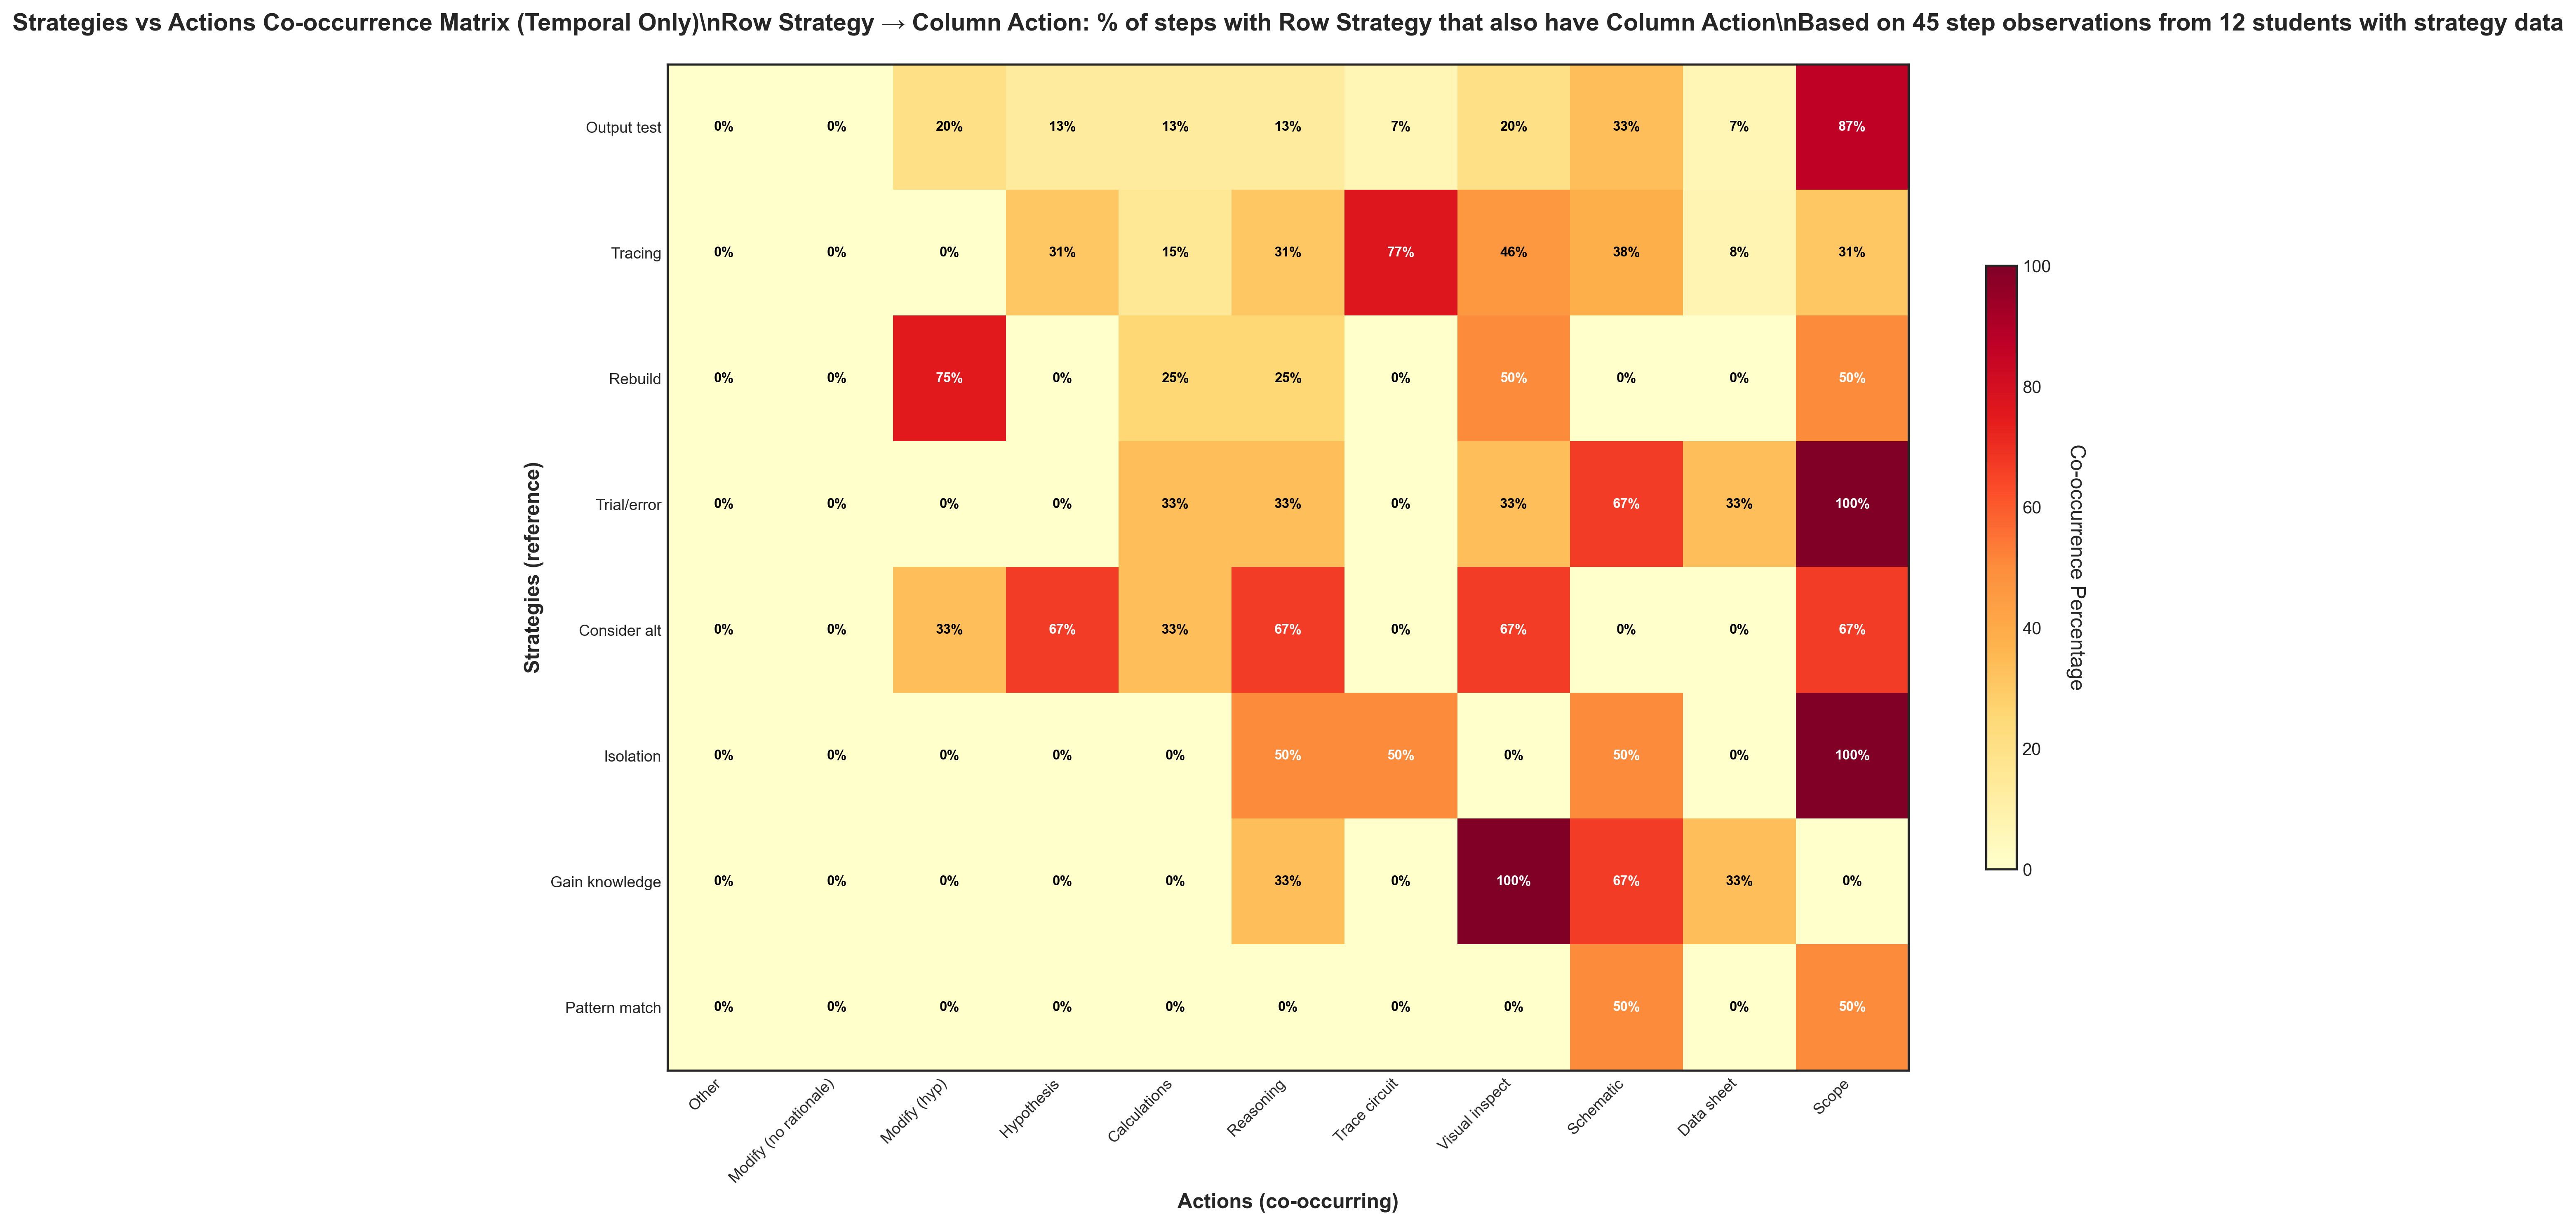 Strategies vs Actions Co-occurrence Matrix (Temporal Only)\nRow Strategy → Column Action: % of steps with Row Strategy that also have Column Action\nBased on 45 step observations from 12 students with strategy data
Output test 0% 0% 20% 13% 13% 13% 7% 20% 33% 7% 87%
Tracing 0% 0% 0% 31% 15% 31% 77% 46% 38% 8% 31%
Rebuild 0% 0% 75% 0% 25% 25% 0% 50% 0% 0% 50%
Trial/error 0% 0% 0% 0% 33% 33% 0% 33% 67% 33% 100%
Consider alt 0% 0% 33% 67% 33% 67% 0% 67% 0% 0% 67%
Isolation 0% 0% 0% 0% 0% 50% 50% 0% 50% 0% 100%
Gain knowledge 0% 0% 0% 0% 0% 33% 0% 100% 67% 33% 0%
Pattern match 0% 0% 0% 0% 0% 0% 0% 0% 50% 0% 50%
Strategies (reference)
Other
Modify (no rationale)
Modify (hyp)
Hypothesis
Calculations
Reasoning
Trace circuit
Visual inspect
Schematic
Data sheet
Scope
Actions (co-occurring)
100
80
60
40
20
0
Co-occurrence Percentage